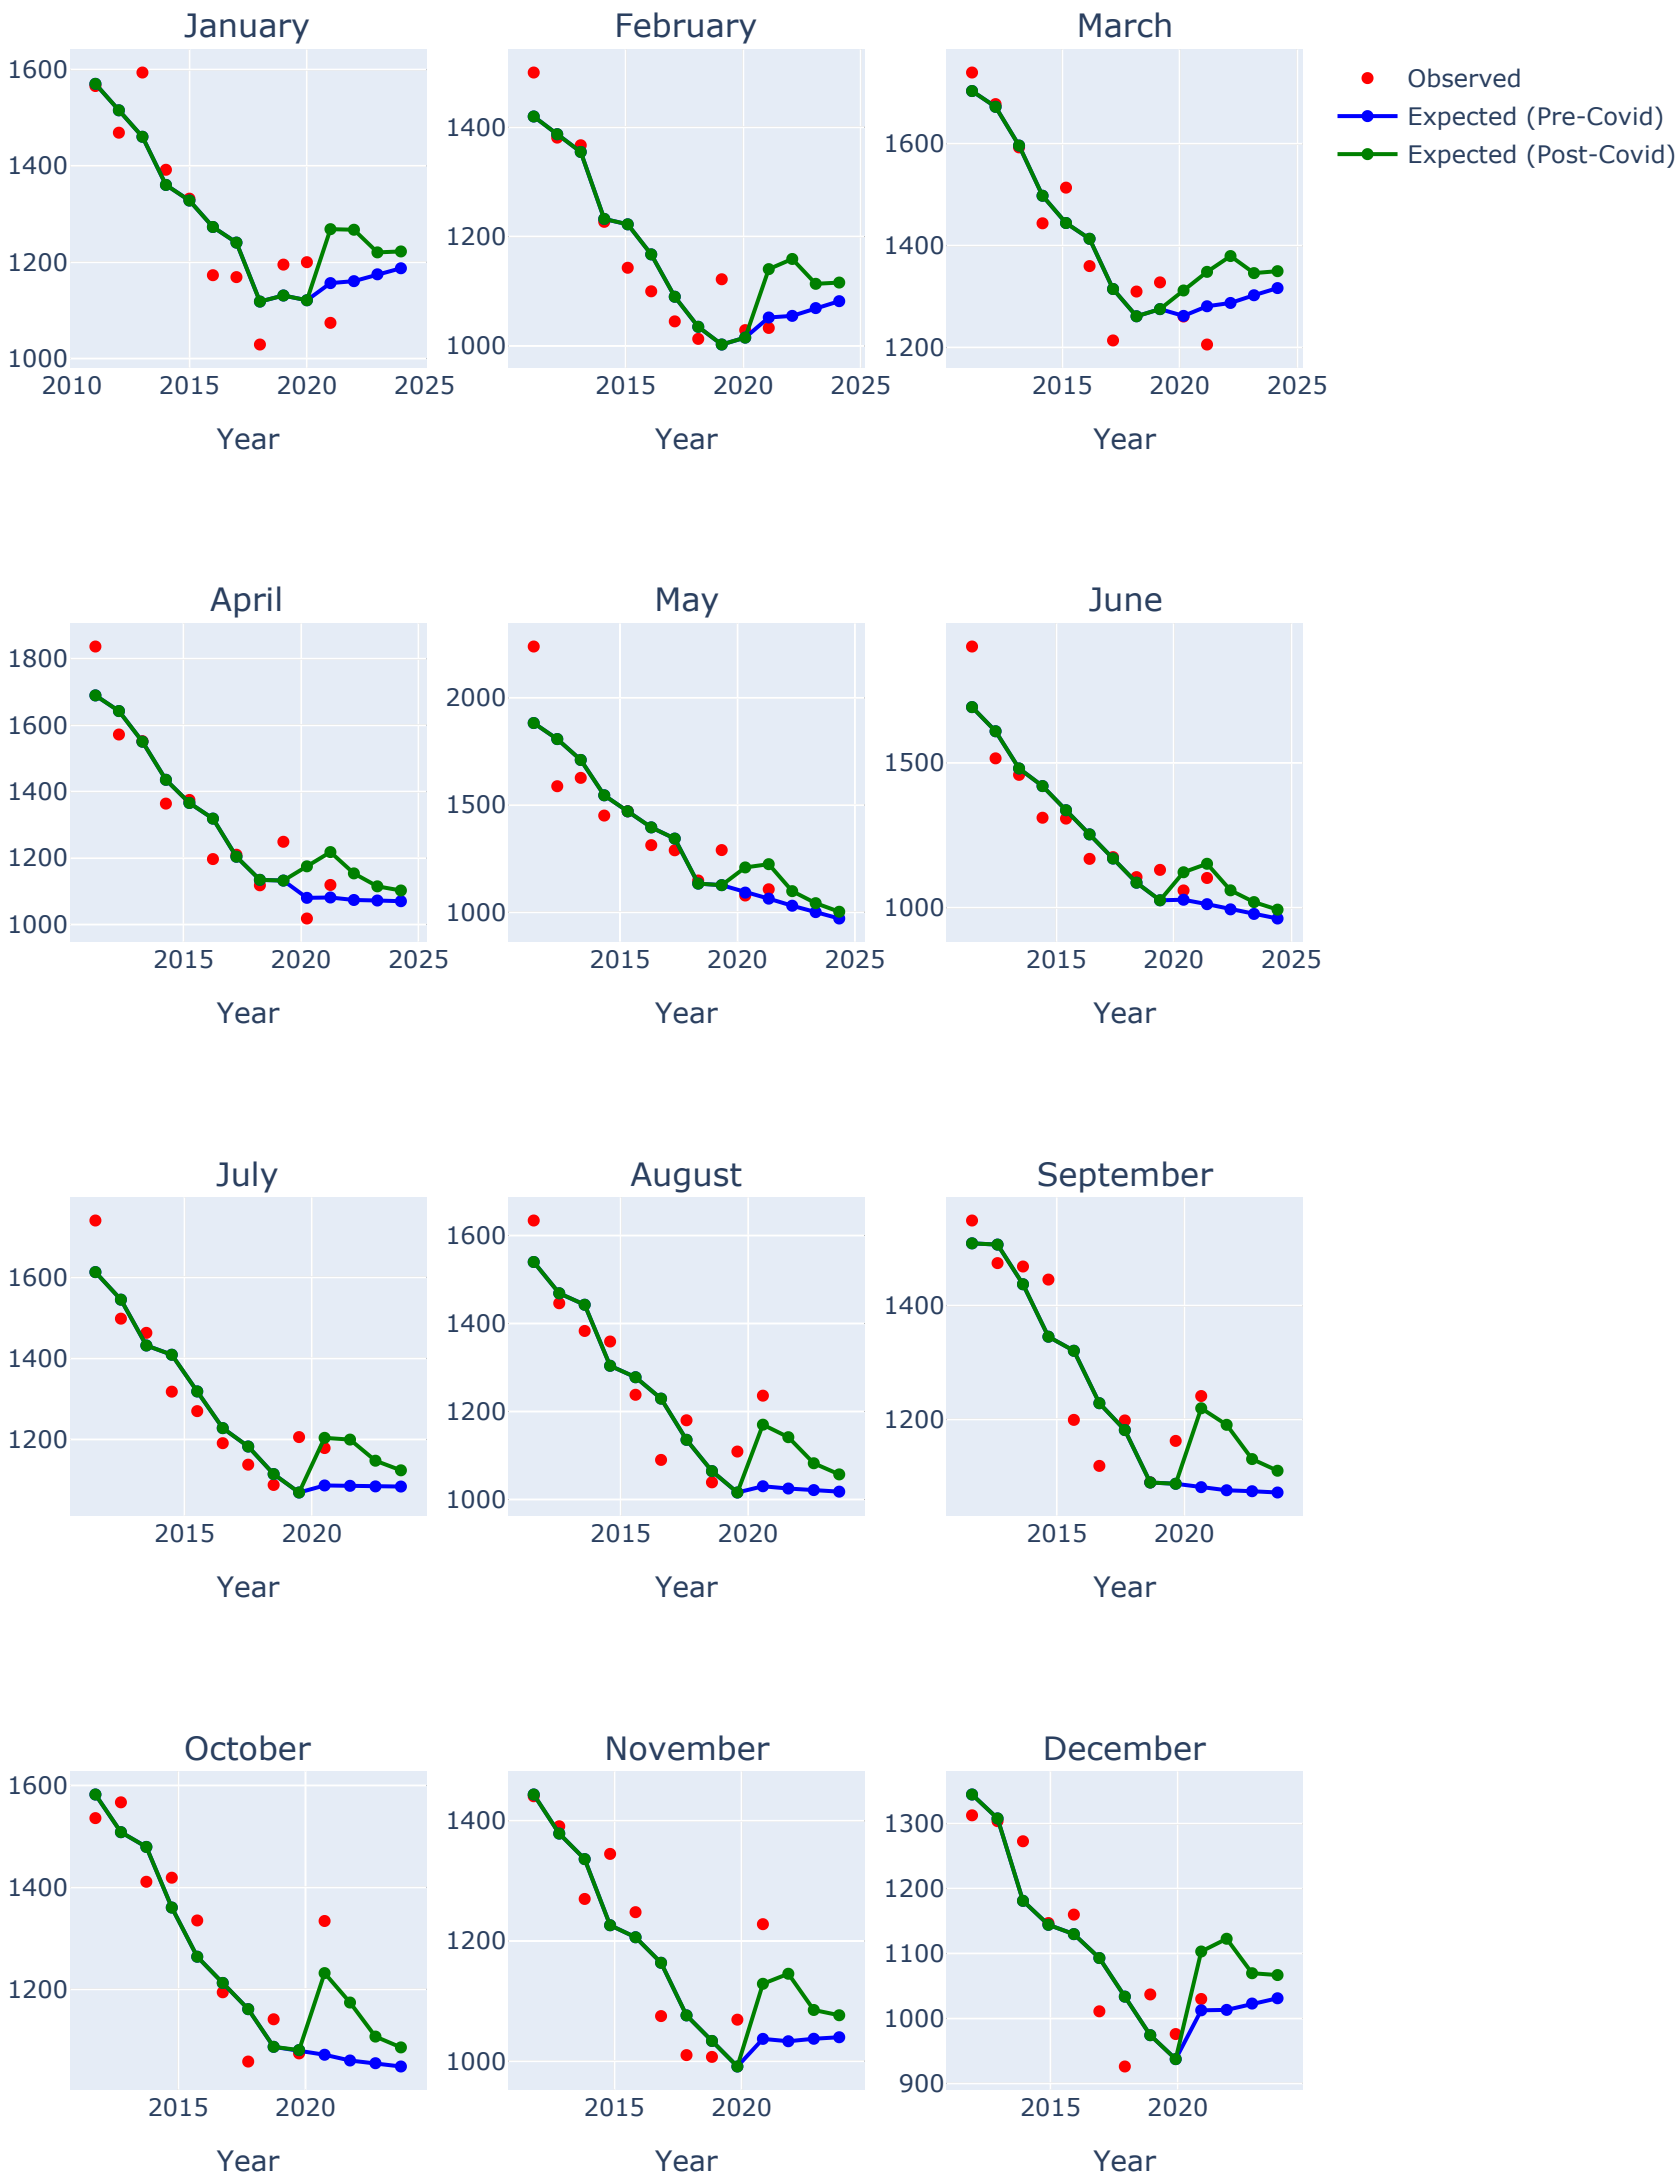 January February March
1600
1400
1200
1000
2010 2015 2020 2025
Year
1400
1200
1000
2015 2020
Year
1600
1400
1200
2015 2020 2025
Year
Observed
Expected (Pre-Covid)
Expected (Post-Covid)
April May June
1800
1600
1400
1200
1000
2015 2020 2025
Year
2000
1500
1000
2015 2020 2025
Year
1500
1000
2015 2020 2025
Year
July August September
1600
1400
1200
2015 2020
Year
1600
1400
1200
1000
2015 2020
Year
1400
1200
2015 2020
Year
October November December
1600
1400
1200
2015 2020
Year
1400
1200
1000
2015 2020
Year
1300
1200
1100
1000
900
2015 2020
Year